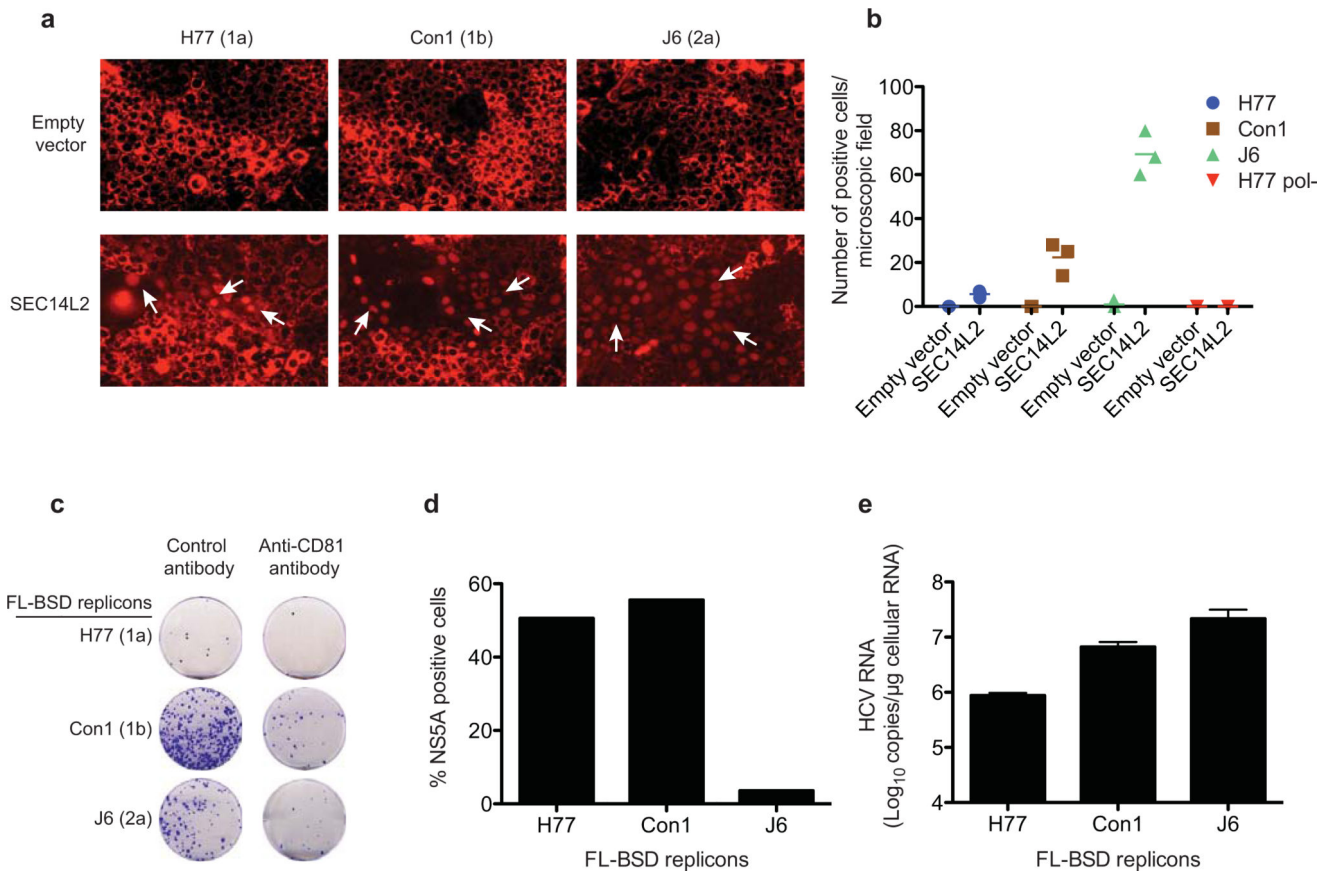 a
H77 (1a)
Con1 (1b)
J6 (2a)
Empty
vector
SEC14L2
b
Number of positive cells/
microscopic field
100
80
60
40
20
0
H77
Con1
J6
H77 pol-
Empty vector
SEC14L2
Empty vector
SEC14L2
Empty vector
SEC14L2
Empty vector
SEC14L2
c
Control
antibody
Anti-CD81
antibody
FL-BSD replicons
H77 (1a)
Con1 (1b)
J6 (2a)
d
% NS5A positive cells
60
40
20
0
H77
Con1
J6
FL-BSD replicons
e
HCV RNA
(Log10 copies/µg cellular RNA)
8
7
6
5
4
H77
Con1
J6
FL-BSD replicons